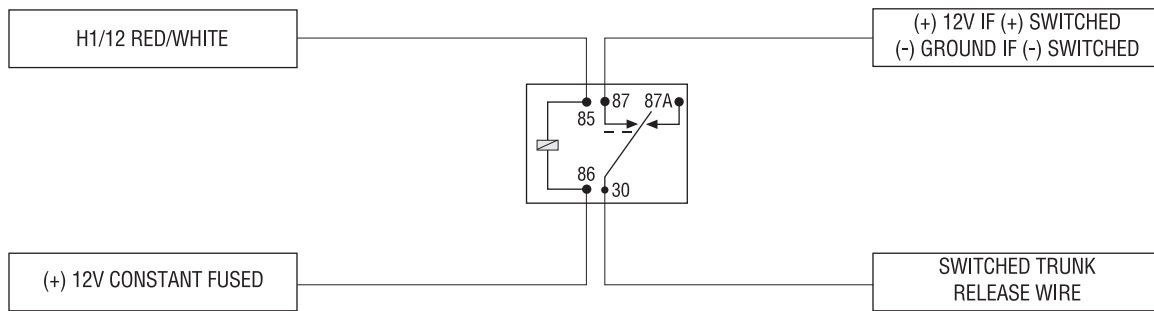 H1/12 RED/WHITE
(+) 12V IF (+) SWITCHED
(-) GROUND IF (-) SWITCHED
87 87A
85
86
30
(+) 12V CONSTANT FUSED
SWITCHED TRUNK
RELEASE WIRE